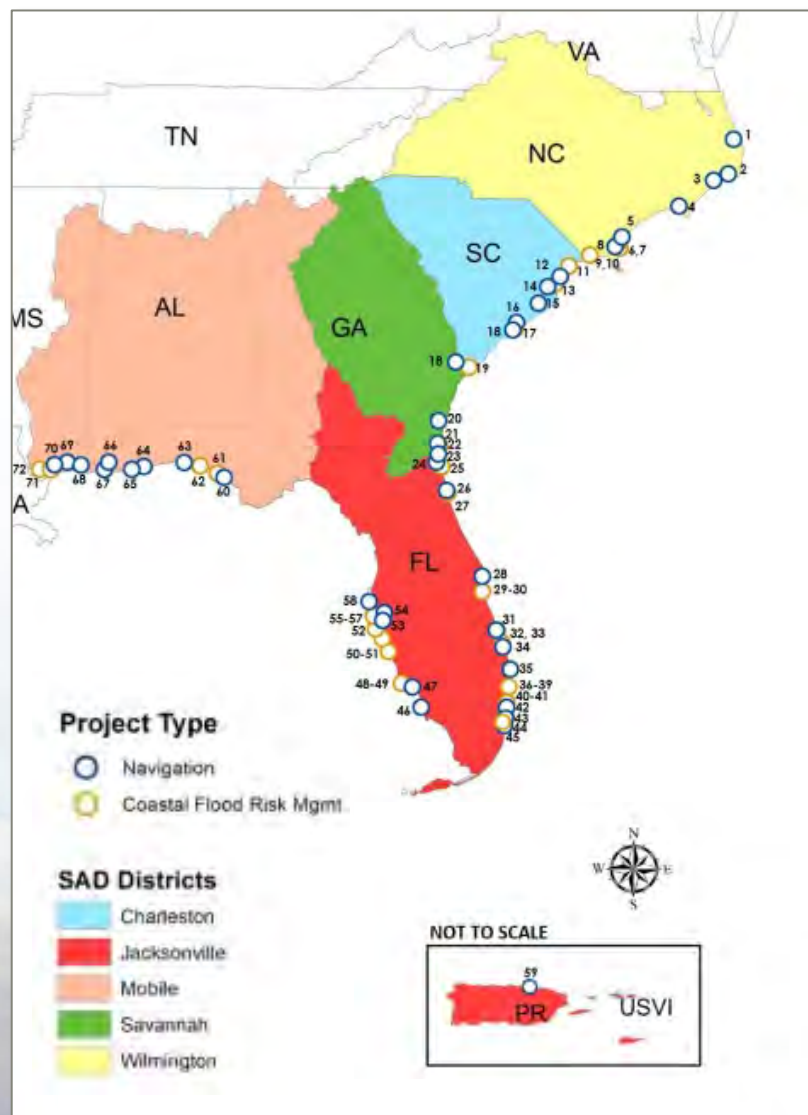 VA
TN
NC
1
2
3
4
5
6,7
8
9,10
SC
12
11
14
13
15
16
18
17
MS
AL
GA
18
19
20
21
22
23
24
25
26
27
70
69
66
64
63
61
72
71
68
67
65
62
60
A
FL
28
29-30
58
54
55-57
53
52
50-51
31
32, 33
34
35
48-49
47
36-39
40-41
46
42
43
44
45
Project Type
Navigation
Coastal Flood Risk Mgmt
SAD Districts
Charleston
Jacksonville
Mobile
Savannah
Wilmington
N
W E
S
NOT TO SCALE
59
PR
USVI